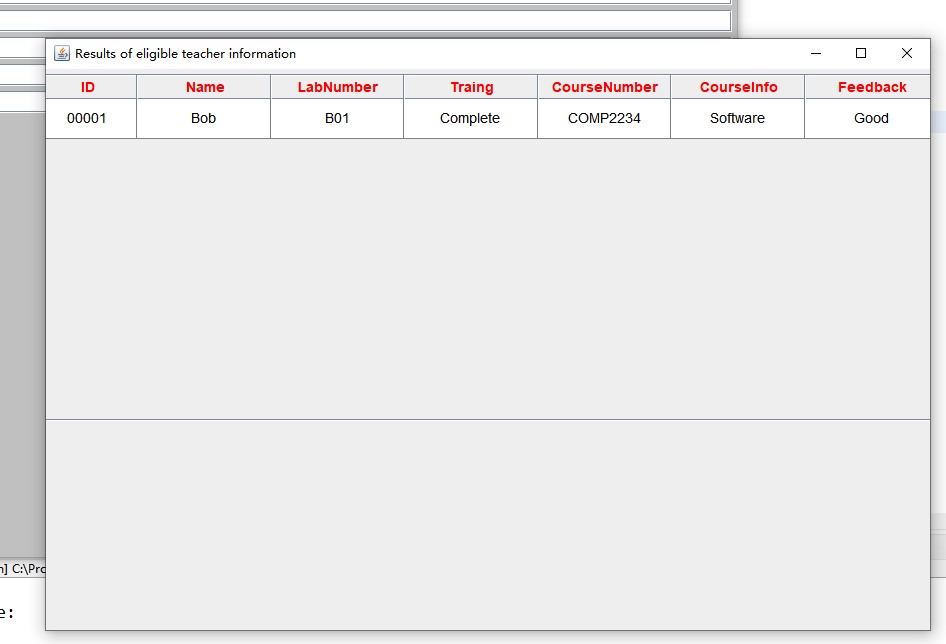 Results of eligible teacher information
ID Name LabNumber Traing CourseNumber CourseInfo Feedback
00001 Bob B01 Complete COMP2234 Software Good
] C:\Pro
e: